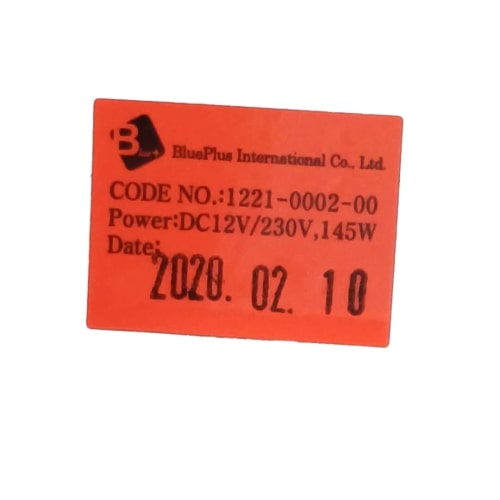 B
BluePlus International Co., Ltd.
CODE NO.:1221-0002-00
Power:DC12V/230V,145W
Date:
2020. 02. 10